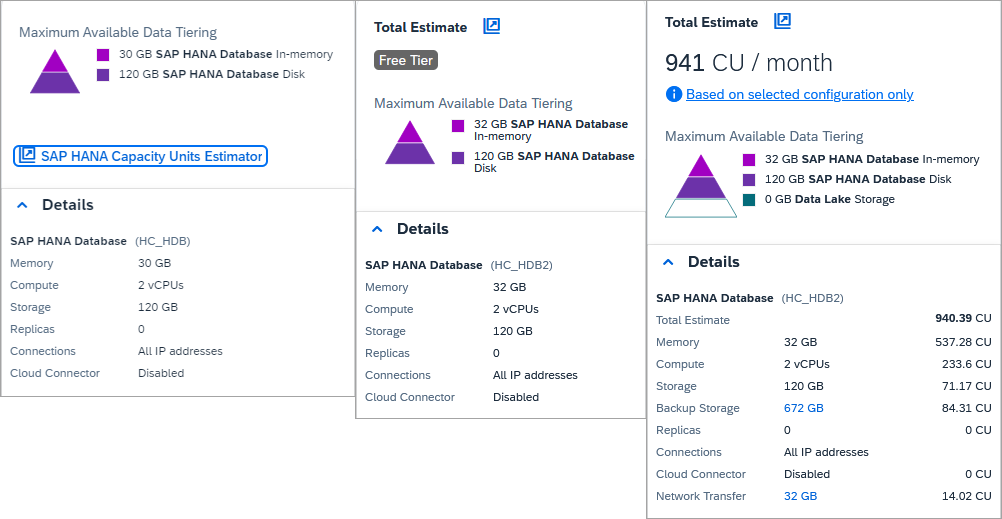 Maximum Available Data Tiering
30 GB SAP HANA Database In-memory
120 GB SAP HANA Database Disk
SAP HANA Capacity Units Estimator
Details
SAP HANA Database (HC_HDB)
Memory 30 GB
Compute 2 vCPUs
Storage 120 GB
Replicas 0
Connections All IP addresses
Cloud Connector Disabled
Total Estimate
Free Tier
Maximum Available Data Tiering
32 GB SAP HANA Database
In-memory
120 GB SAP HANA Database
Disk
Details
SAP HANA Database (HC_HDB2)
Memory 32 GB
Compute 2 vCPUs
Storage 120 GB
Replicas 0
Connections All IP addresses
Cloud Connector Disabled
Total Estimate
941 CU / month
Based on selected configuration only
Maximum Available Data Tiering
32 GB SAP HANA Database In-memory
120 GB SAP HANA Database Disk
0 GB Data Lake Storage
Details
SAP HANA Database (HC_HDB2)
Total Estimate 940.39 CU
Memory 32 GB 537.28 CU
Compute 2 vCPUs 233.6 CU
Storage 120 GB 71.17 CU
Backup Storage 672 GB 84.31 CU
Replicas 0 0 CU
Connections All IP addresses
Cloud Connector Disabled 0 CU
Network Transfer 32 GB 14.02 CU